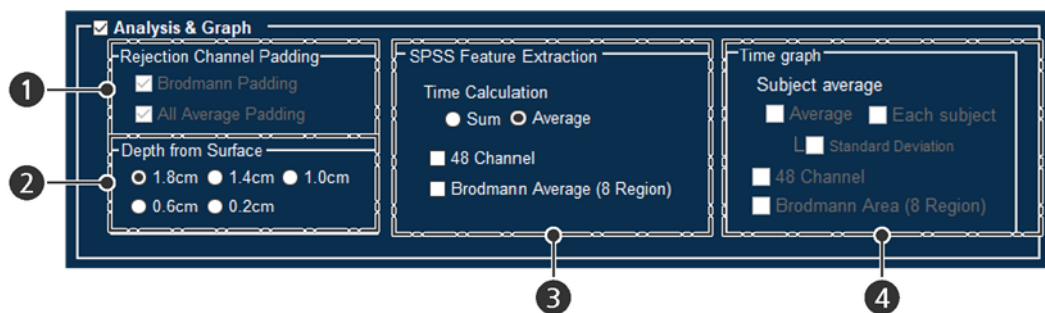 Analysis & Graph
Rejection Channel Padding
Brodmann Padding
All Average Padding
1
Depth from Surface
1.8cm 1.4cm 1.0cm
0.6cm 0.2cm
2
SPSS Feature Extraction
Time Calculation
Sum Average
48 Channel
Brodmann Average (8 Region)
3
Time graph
Subject average
Average Each subject
Standard Deviation
48 Channel
Brodmann Area (8 Region)
4